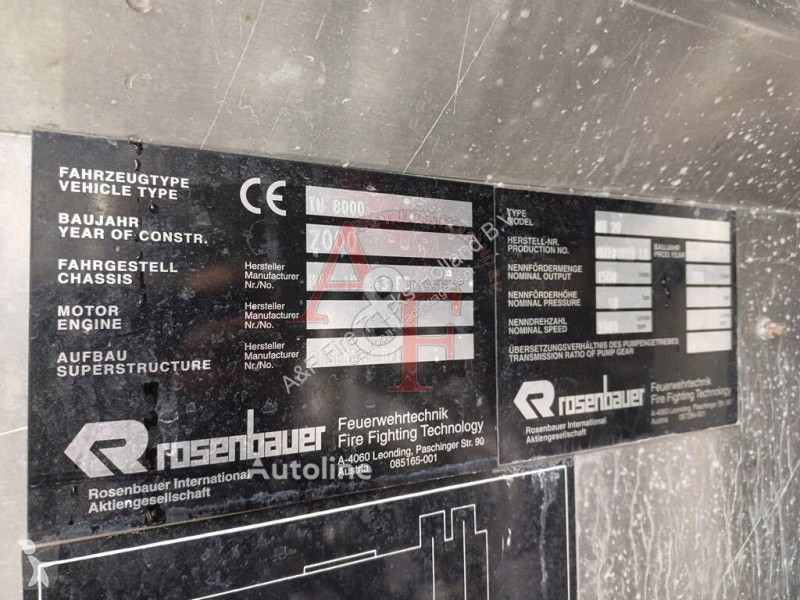 FAHRZEUGTYPE
VEHICLE TYPE
CE
8000
BAUJAHR
YEAR OF CONSTR.
FAHRGESTELL
CHASSIS
Hersteller
Manufacturer
Nr./No.
MOTOR
ENGINE
Hersteller
Manufacturer
Nr./No.
AUFBAU
SUPERSTRUCTURE
Hersteller
Manufacturer
Nr./No.
rosenbauer
Feuerwehrtechnik
Fire Fighting Technology
Rosenbauer International
Aktiengesellschaft
A-4060 Leonding, Paschinger Str. 90
Austria
085165-001
TYPE
MODEL
HERSTELL-NR.
PRODUCTION NO.
BAUJAHR
PROD.YEAR
NENNFÖRDERMENGE
NOMINAL OUTPUT
NENNFÖRDERHÖHE
NOMINAL PRESSURE
NENNDREHZAHL
NOMINAL SPEED
ÜBERSETZUNGSVERHÄLTNIS DES PUMPENGETRIEBES
TRANSMISSION RATIO OF PUMP GEAR
rosenbauer
Feuerwehrtechnik
Fire Fighting Technology
Rosenbauer International
Aktiengesellschaft
A-4060 Leonding, Paschinger Str. 90
Austria
Autoline